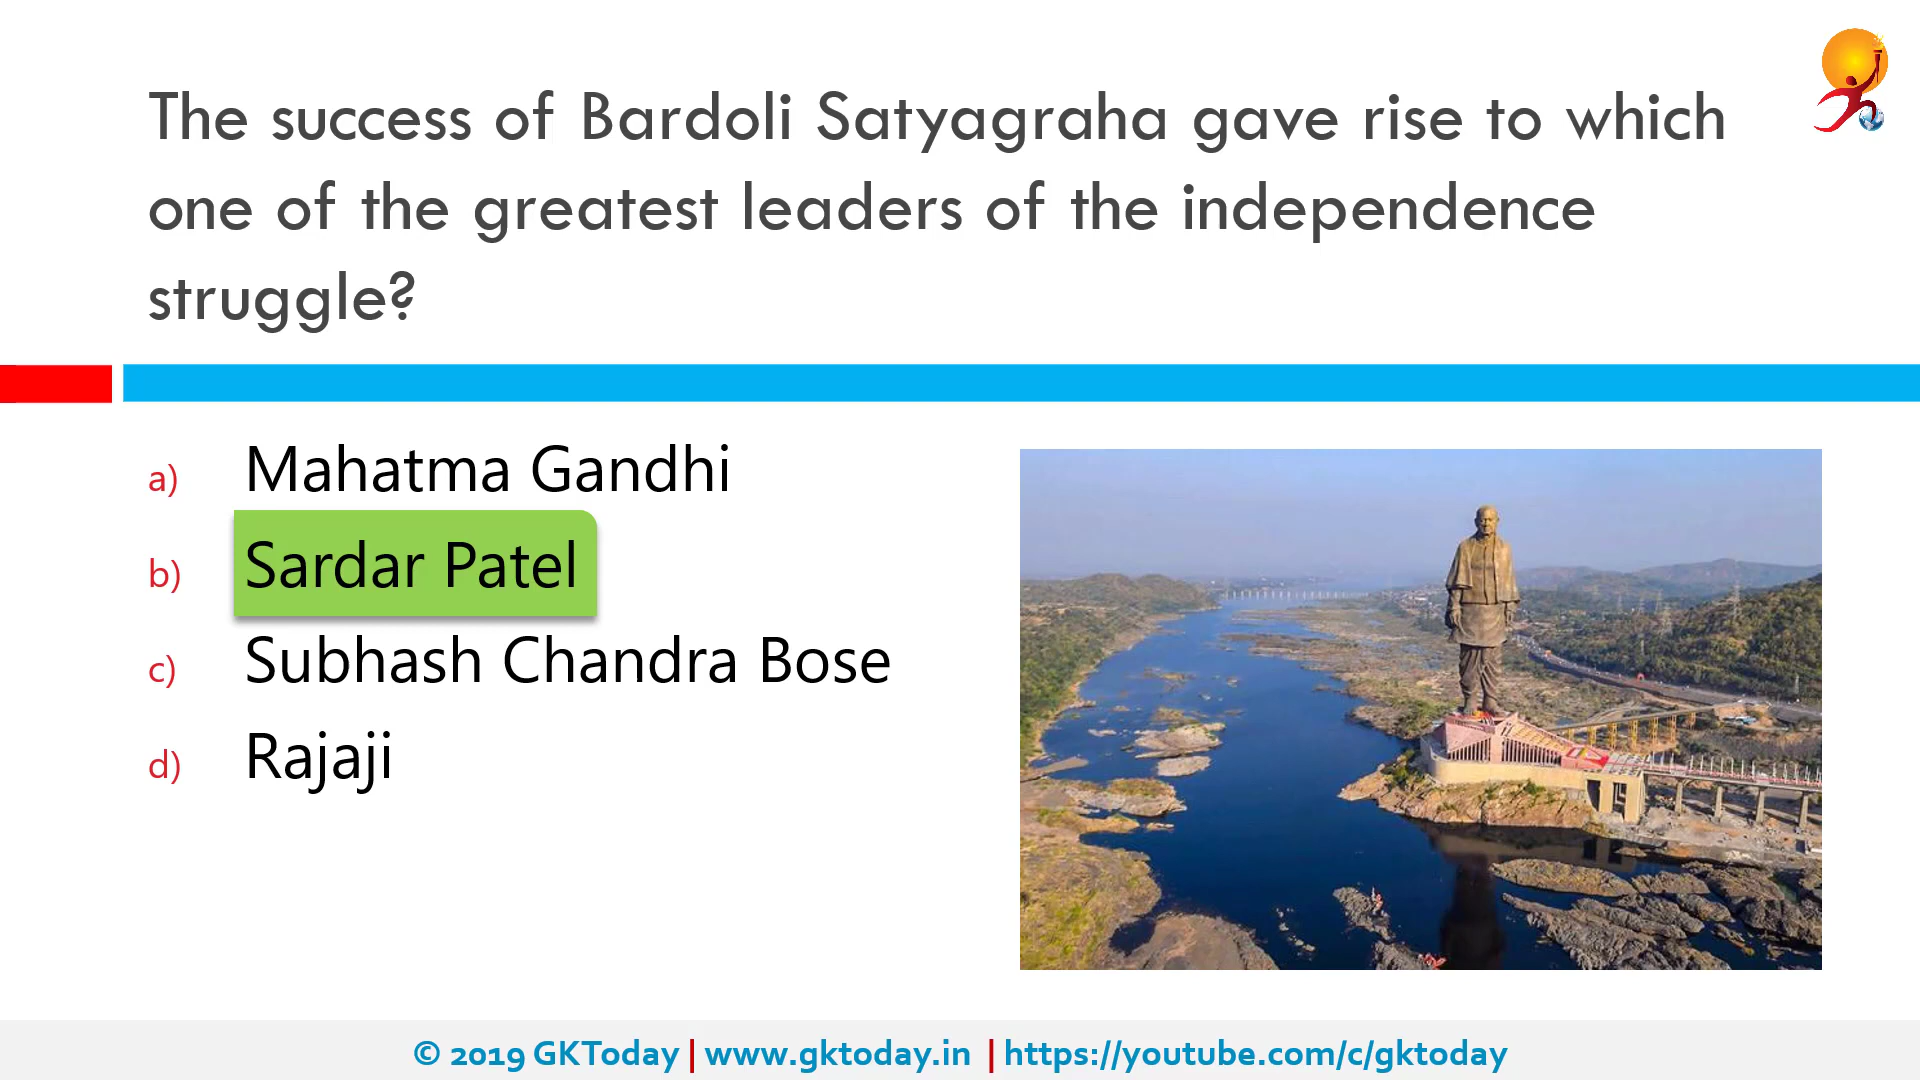 The success of Bardoli Satyagraha gave rise to which
one of the greatest leaders of the independence
struggle?
a) Mahatma Gandhi
b) Sardar Patel
c) Subhash Chandra Bose
d) Rajaji
© 2019 GKToday | www.gktoday.in | https://youtube.com/c/gktoday